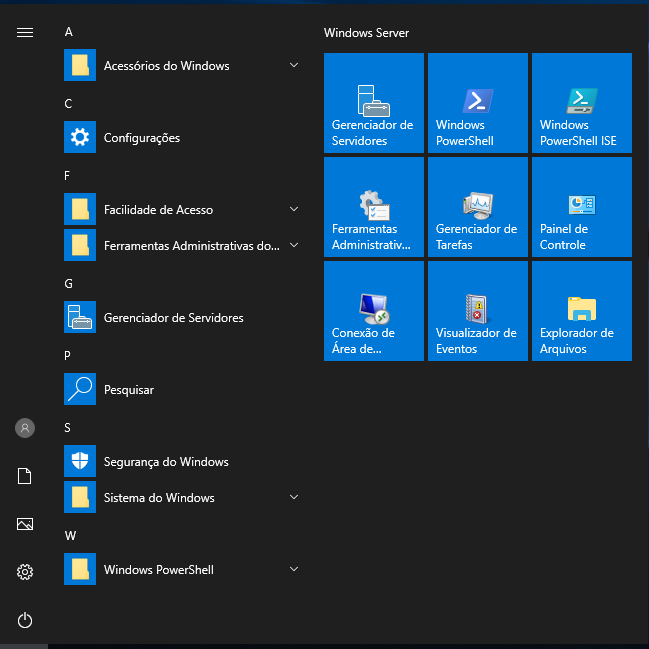 A
Acessórios do Windows
C
Configurações
F
Facilidade de Acesso
Ferramentas Administrativas do...
G
Gerenciador de Servidores
P
Pesquisar
S
Segurança do Windows
Sistema do Windows
W
Windows PowerShell
Windows Server
Gerenciador de
Servidores
Windows
PowerShell
Windows
PowerShell ISE
Ferramentas
Administrativ...
Gerenciador de
Tarefas
Painel de
Controle
Conexão de
Área de...
Visualizador de
Eventos
Explorador de
Arquivos